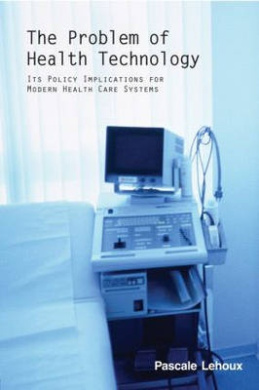 The Problem of
Health Technology
Its Policy Implications for
Modern Health Care Systems
Pascale Lehoux